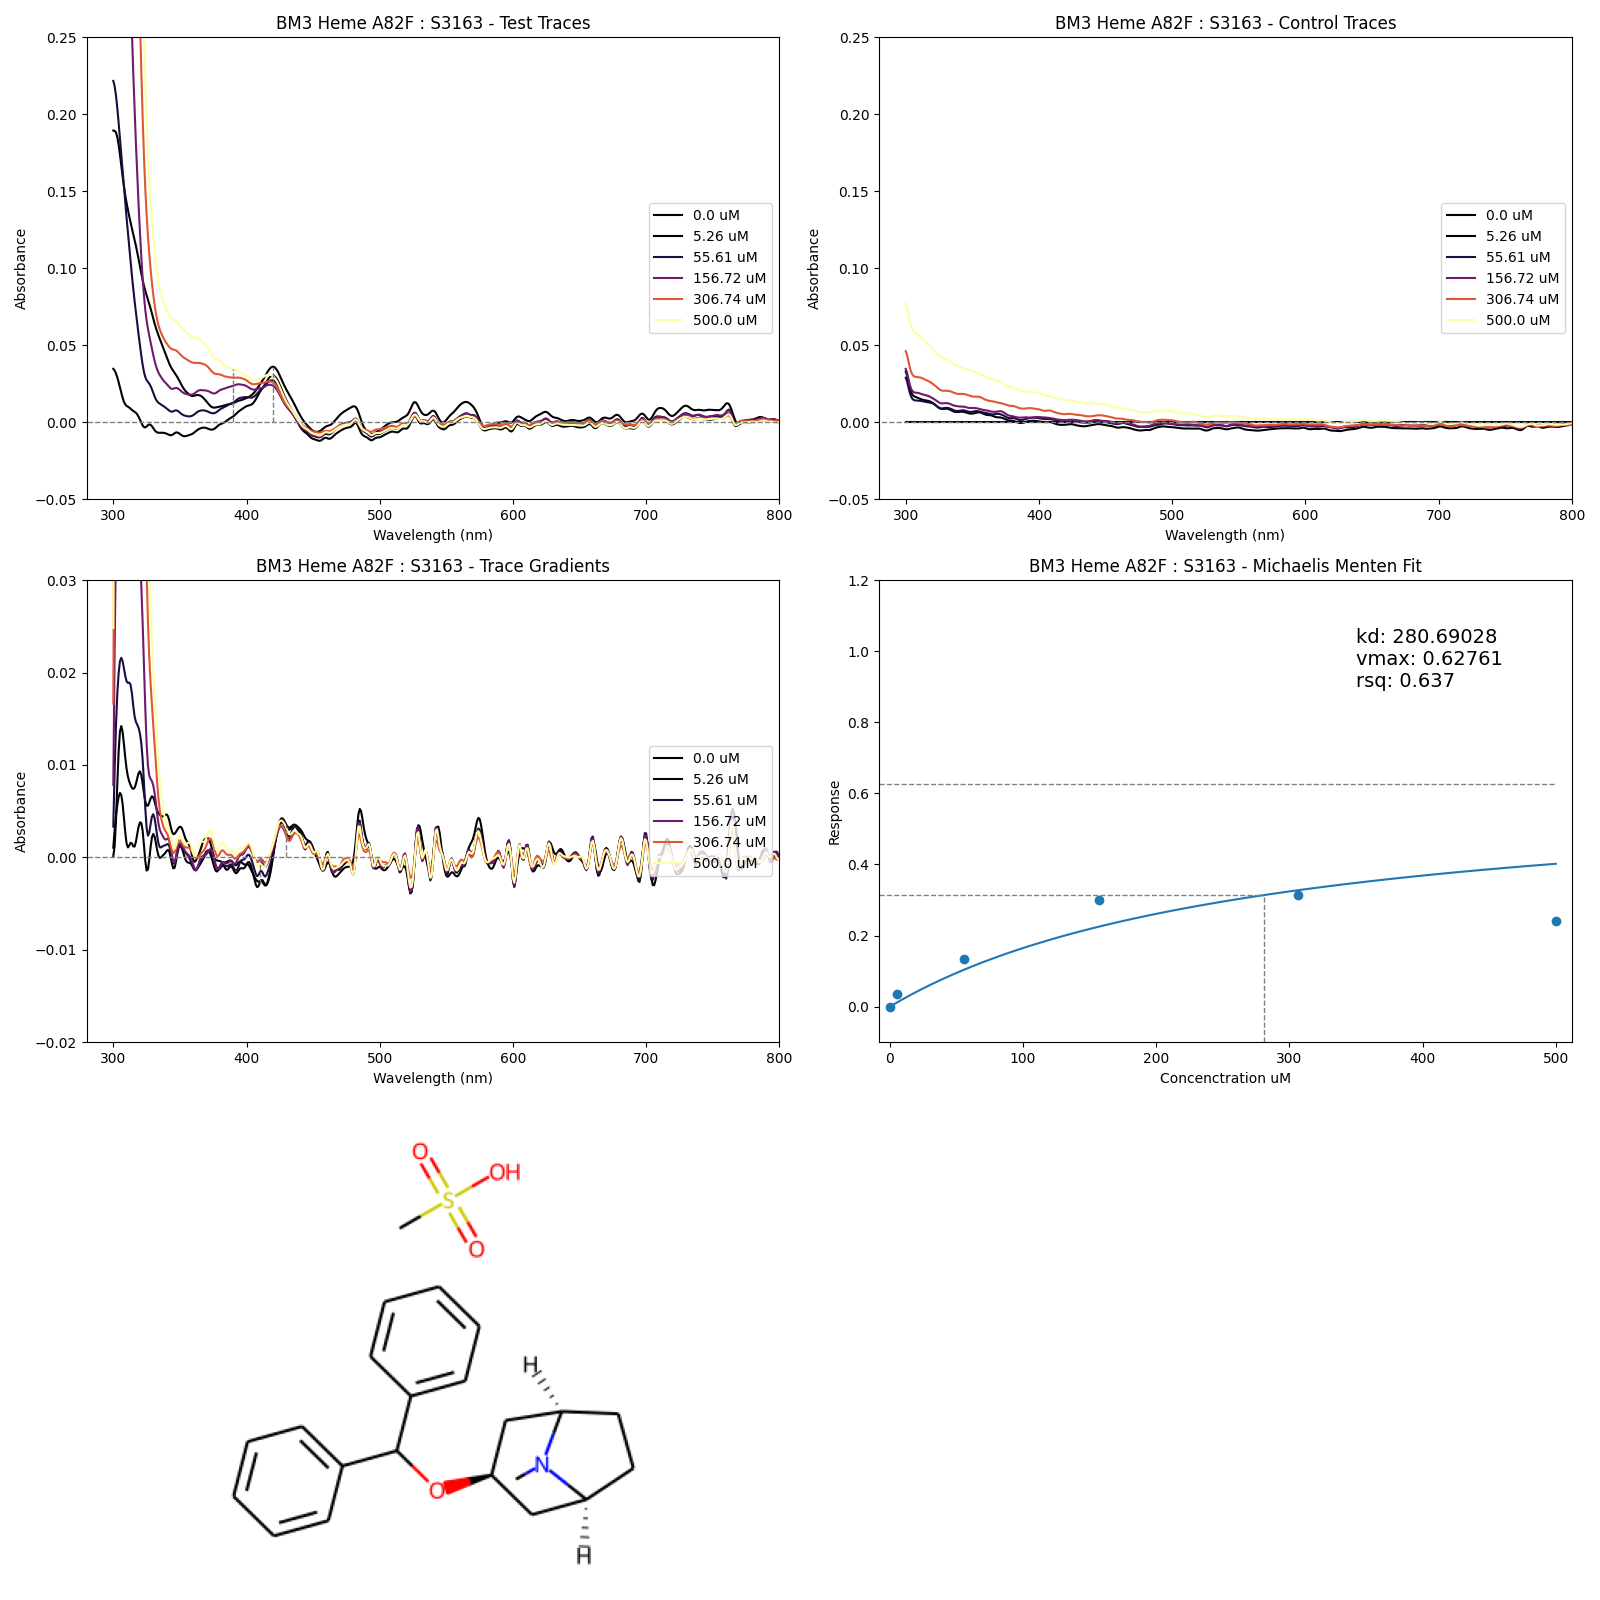 BM3 Heme A82F : S3163 - Test Traces
0.25
0.20
0.15
0.10
0.05
0.00
−0.05
Absorbance
300
400
500
600
700
800
Wavelength (nm)
0.0 uM
5.26 uM
55.61 uM
156.72 uM
306.74 uM
500.0 uM
BM3 Heme A82F : S3163 - Control Traces
0.25
0.20
0.15
0.10
0.05
0.00
−0.05
Absorbance
300
400
500
600
700
800
Wavelength (nm)
0.0 uM
5.26 uM
55.61 uM
156.72 uM
306.74 uM
500.0 uM
BM3 Heme A82F : S3163 - Trace Gradients
0.03
0.02
0.01
0.00
−0.01
−0.02
Absorbance
300
400
500
600
700
800
Wavelength (nm)
0.0 uM
5.26 uM
55.61 uM
156.72 uM
306.74 uM
500.0 uM
BM3 Heme A82F : S3163 - Michaelis Menten Fit
1.2
1.0
0.8
0.6
0.4
0.2
0.0
Response
kd: 280.69028
vmax: 0.62761
rsq: 0.637
0
100
200
300
400
500
Concenctration uM
O
OH
S
O
H
N
O
H